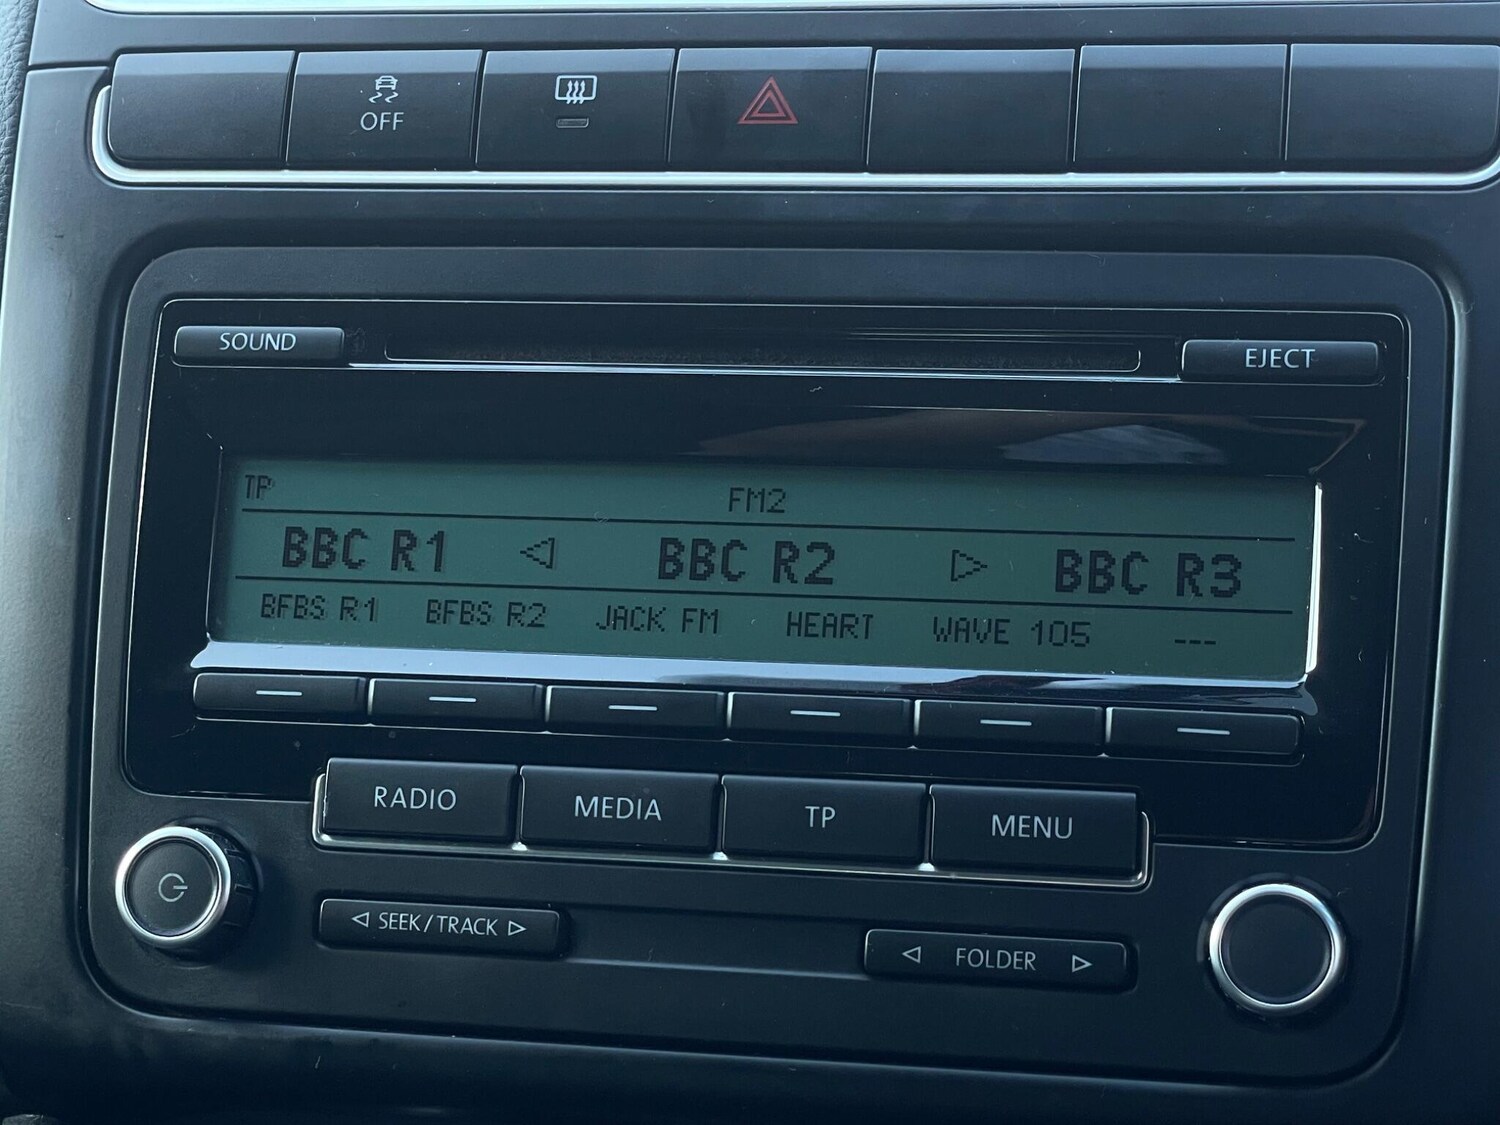 OFF
SOUND
EJECT
TP
FM2
BBC R1 BBC R2 BBC R3
BFBS R1 BFBS R2 JACK FM HEART WAVE 105 ---
RADIO MEDIA TP MENU
SEEK/TRACK
FOLDER